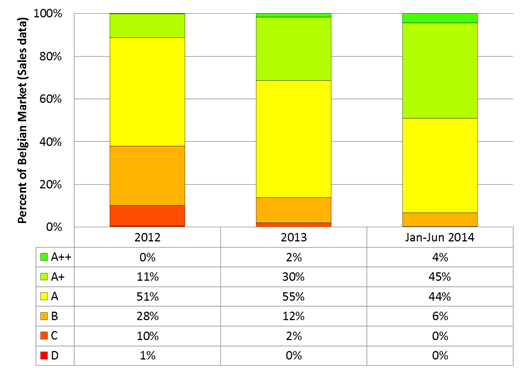 Percent of Belgian Market (Sales data)
100%
80%
60%
40%
20%
0%
2012 2013 Jan-Jun 2014
A++ 0% 2% 4%
A+ 11% 30% 45%
A 51% 55% 44%
B 28% 12% 6%
C 10% 2% 0%
D 1% 0% 0%